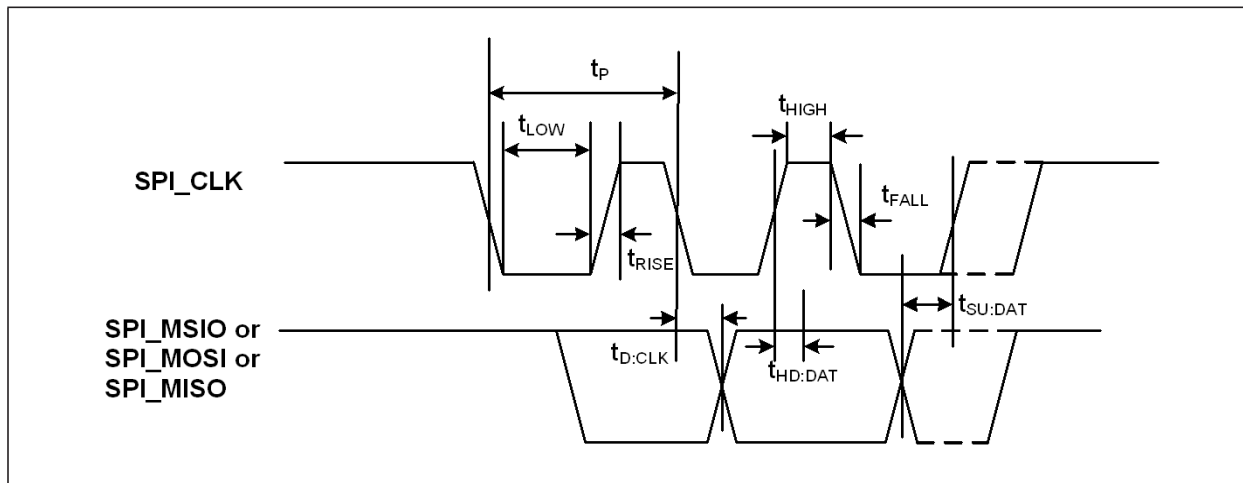 tP
tHIGH
tLOW
SPI_CLK
tFALL
tRISE
tSU:DAT
SPI_MSIO or
SPI_MOSI or
SPI_MISO
tD:CLK
tHD:DAT